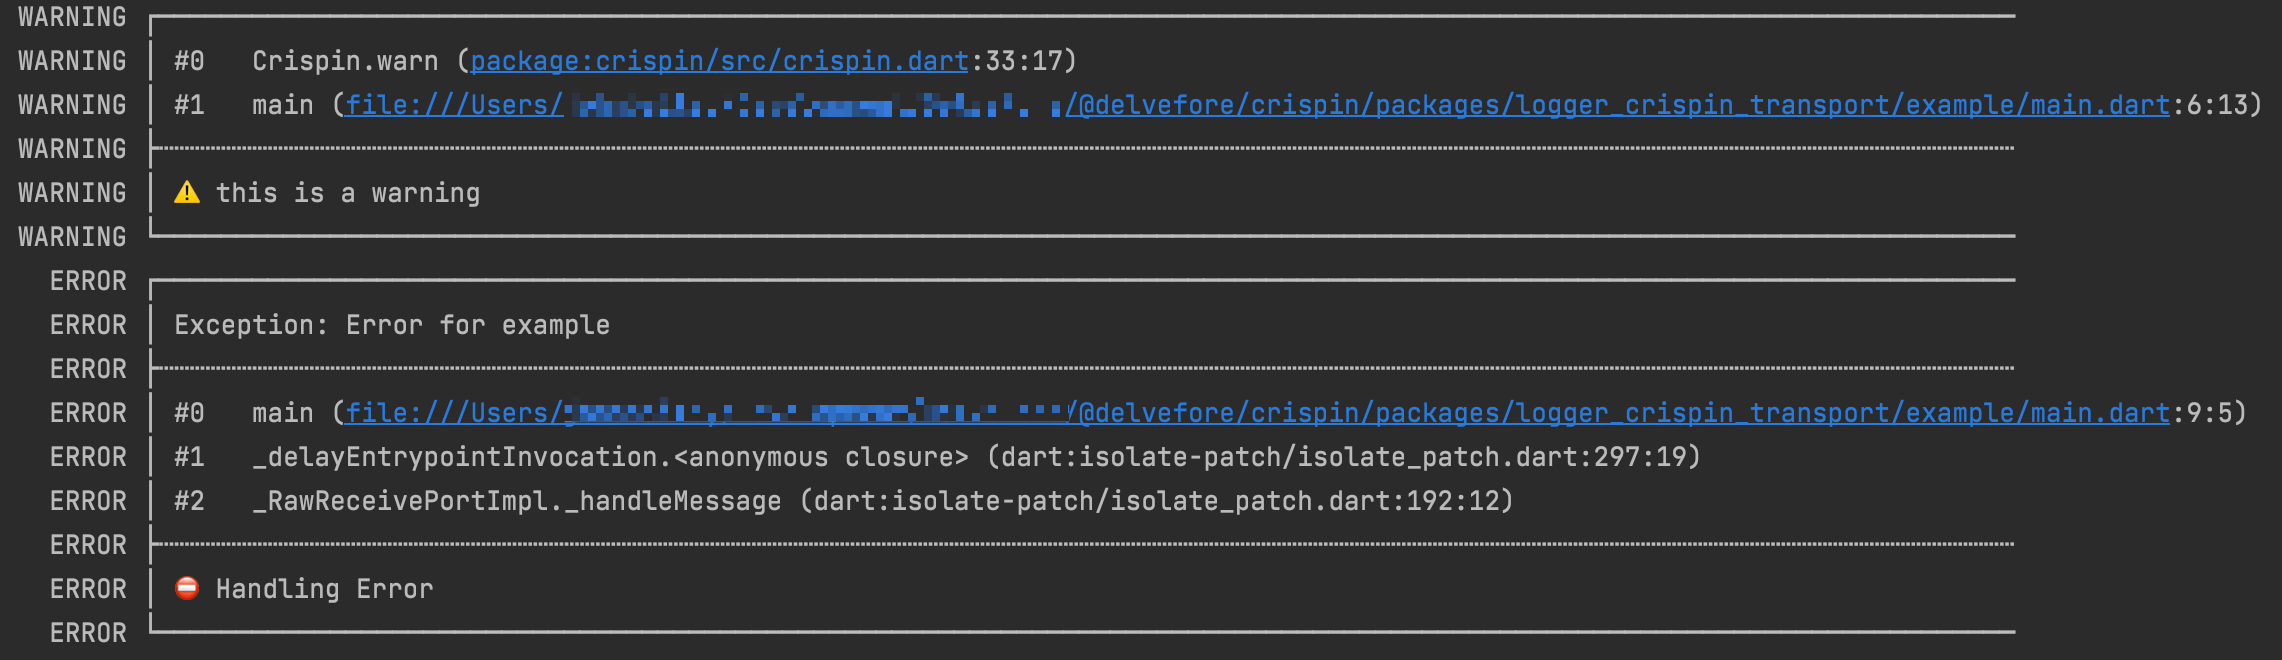 WARNING
WARNING #0 Crispin.warn (package:crispin/src/crispin.dart:33:17)
WARNING #1 main (file:///Users/ /@delvefore/crispin/packages/logger_crispin_transport/example/main.dart:6:13)
WARNING
WARNING ⚠️ this is a warning
WARNING
ERROR
ERROR Exception: Error for example
ERROR
ERROR #0 main (file:///Users/ /@delvefore/crispin/packages/logger_crispin_transport/example/main.dart:9:5)
ERROR #1 _delayEntrypointInvocation.<anonymous closure> (dart:isolate-patch/isolate_patch.dart:297:19)
ERROR #2 _RawReceivePortImpl._handleMessage (dart:isolate-patch/isolate_patch.dart:192:12)
ERROR
ERROR ⛔ Handling Error
ERROR